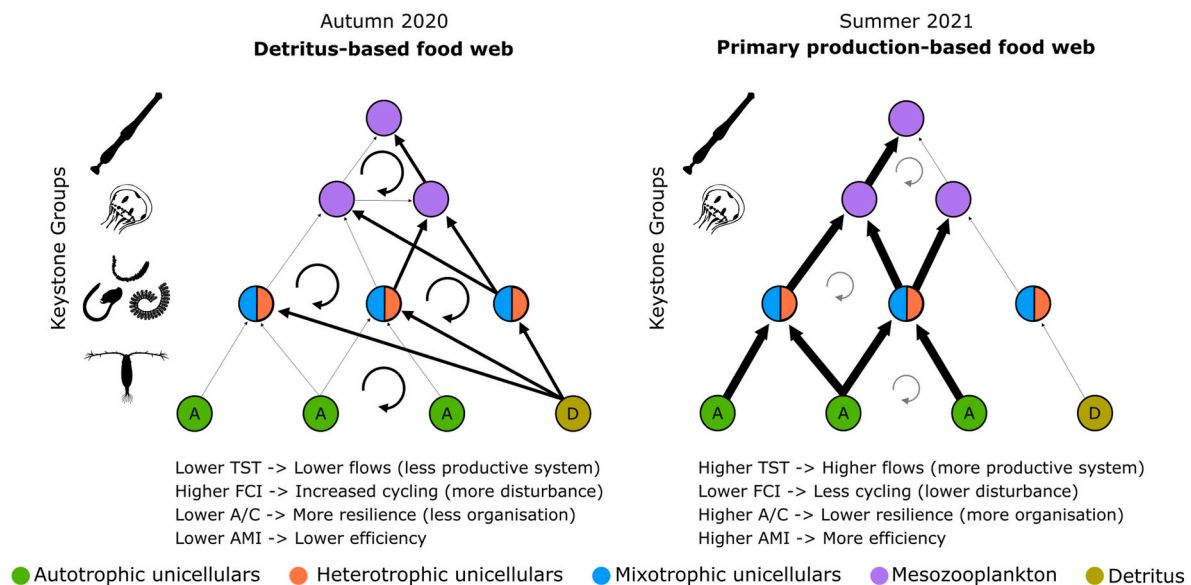 Autumn 2020
Detritus-based food web
Keystone Groups
A
A
A
D
Lower TST -> Lower flows (less productive system)
Higher FCI -> Increased cycling (more disturbance)
Lower A/C -> More resilience (less organisation)
Lower AMI -> Lower efficiency
Summer 2021
Primary production-based food web
Keystone Groups
A
A
A
D
Higher TST -> Higher flows (more productive system)
Lower FCI -> Less cycling (lower disturbance)
Higher A/C -> Lower resilience (more organisation)
Higher AMI -> More efficiency
Autotrophic unicellulars
Heterotrophic unicellulars
Mixotrophic unicellulars
Mesozooplankton
Detritus